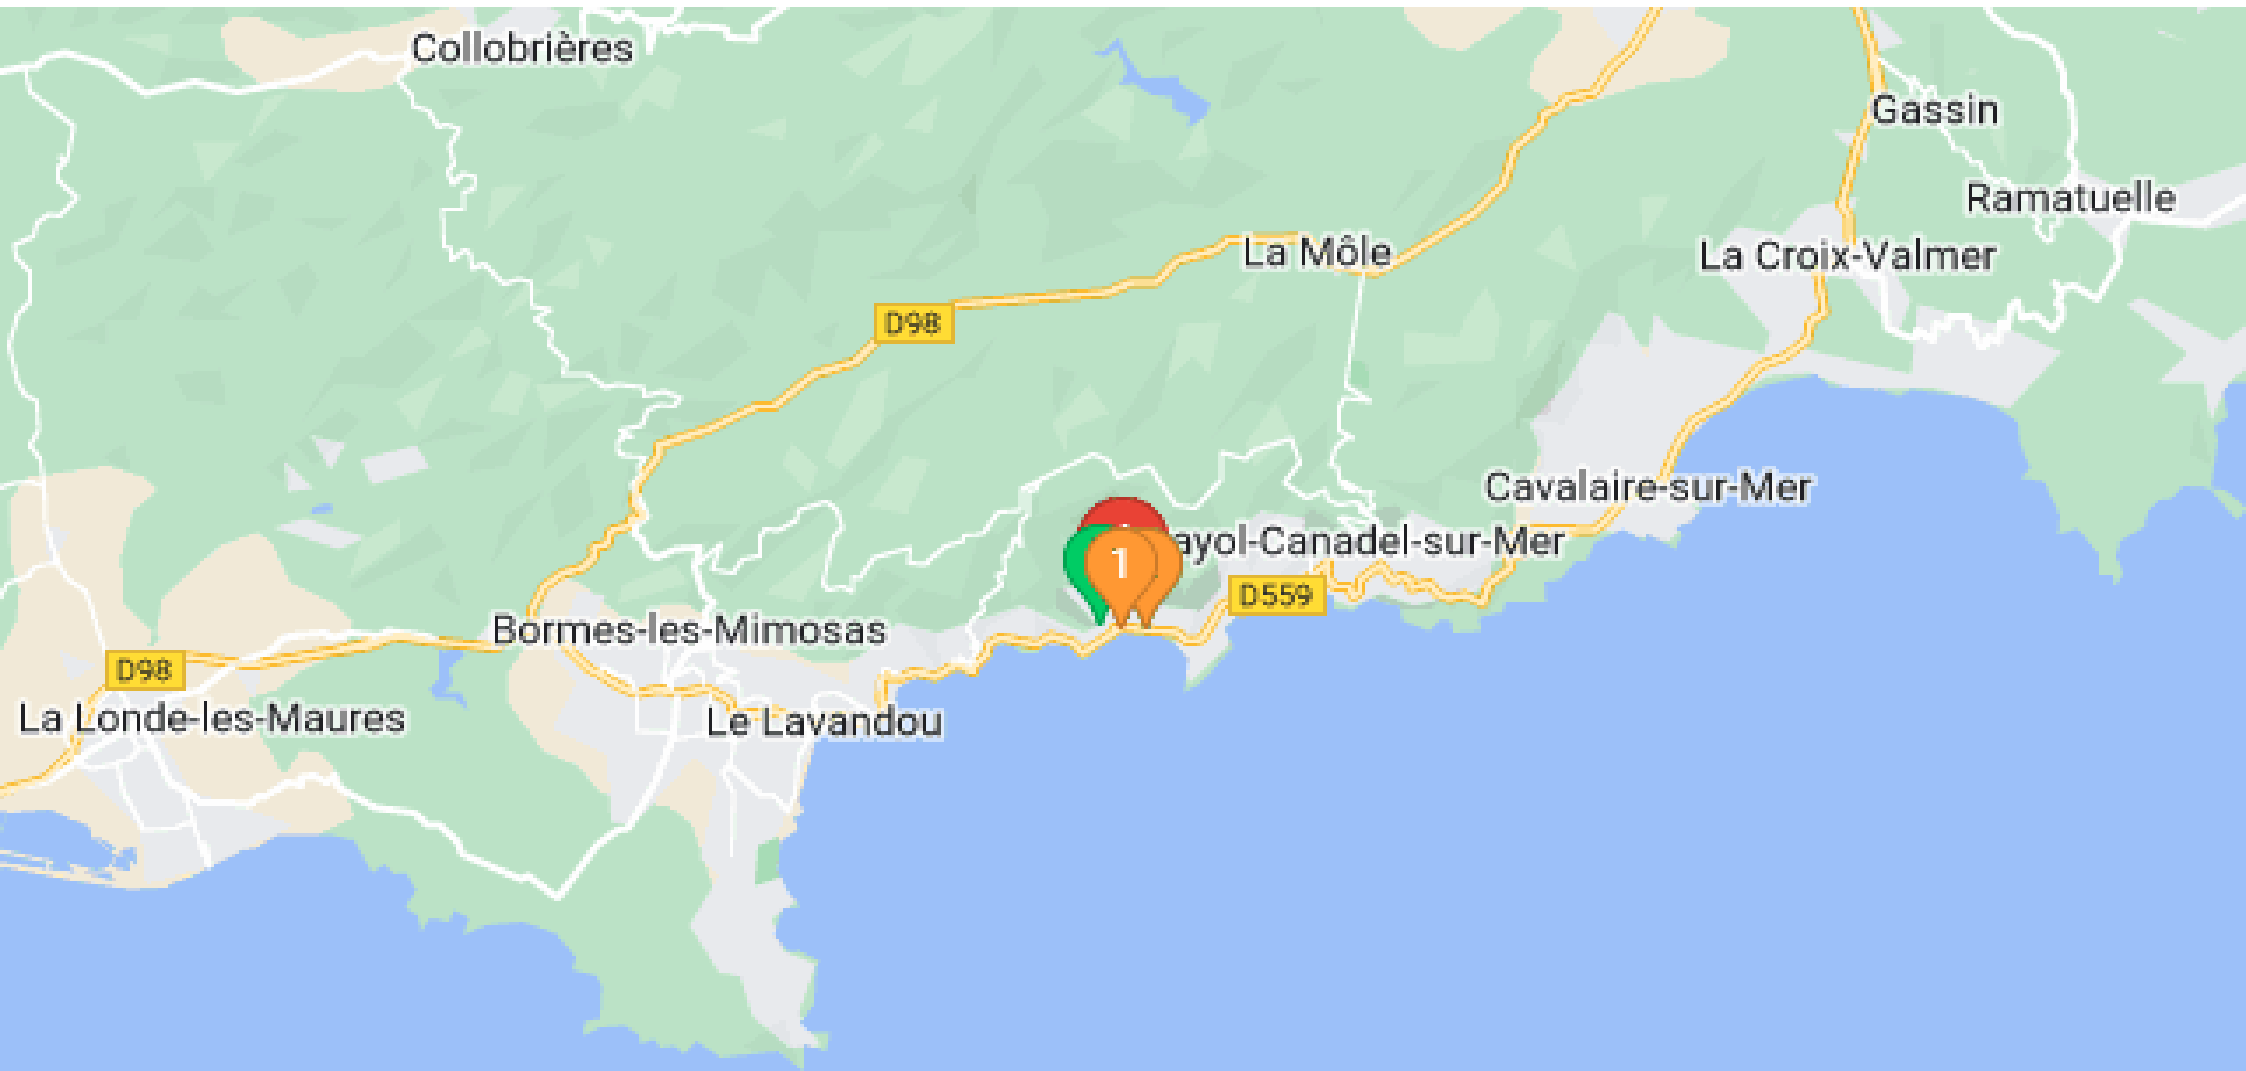 Collobrières
Gassin
Ramatuelle
La Môle
La Croix-Valmer
D98
Cavalaire-sur-Mer
ayol-Canadel-sur-Mer
1
D559
Bormes-les-Mimosas
D98
La Londe-les-Maures
Le Lavandou